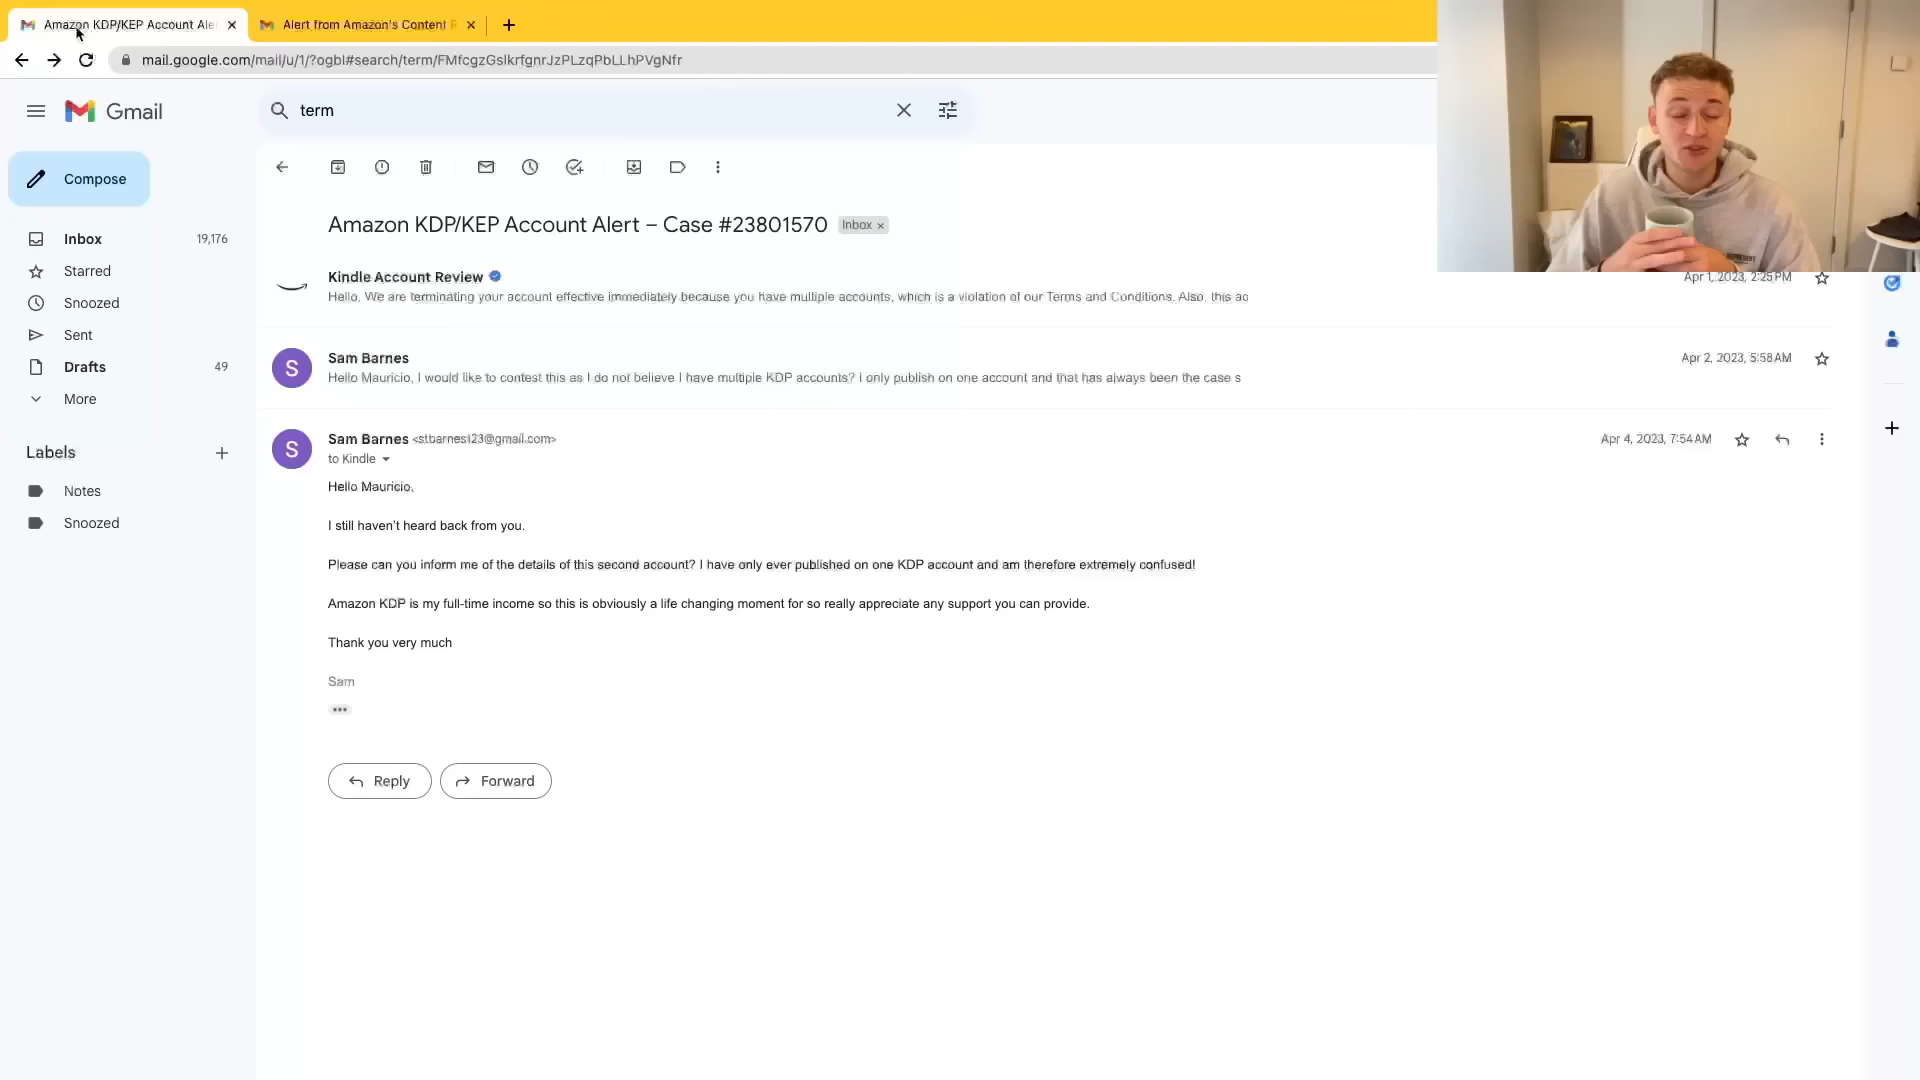 Amazon KDP/KEP Account Ale
Alert from Amazon's Content R
mail.google.com/mail/u/1/?ogbl#search/term/FMfcgzGslkrfgnrJzPLzqPbLLhPVgNfr
Gmail
term
Compose
Inbox 19,176
Starred
Snoozed
Sent
Drafts 49
More
Labels
Notes
Snoozed
Amazon KDP/KEP Account Alert – Case #23801570 Inbox ×
Kindle Account Review Apr 1, 2023, 2:25 PM
Hello, We are terminating your account effective immediately because you have multiple accounts, which is a violation of our Terms and Conditions. Also, this ac
Sam Barnes Apr 2, 2023, 5:58 AM
Hello Mauricio, I would like to contest this as I do not believe I have multiple KDP accounts? I only publish on one account and that has always been the case s
Sam Barnes <stbarnes123@gmail.com> Apr 4, 2023, 7:54 AM
to Kindle
Hello Mauricio,
I still haven't heard back from you.
Please can you inform me of the details of this second account? I have only ever published on one KDP account and am therefore extremely confused!
Amazon KDP is my full-time income so this is obviously a life changing moment for so really appreciate any support you can provide.
Thank you very much
Sam
Reply
Forward